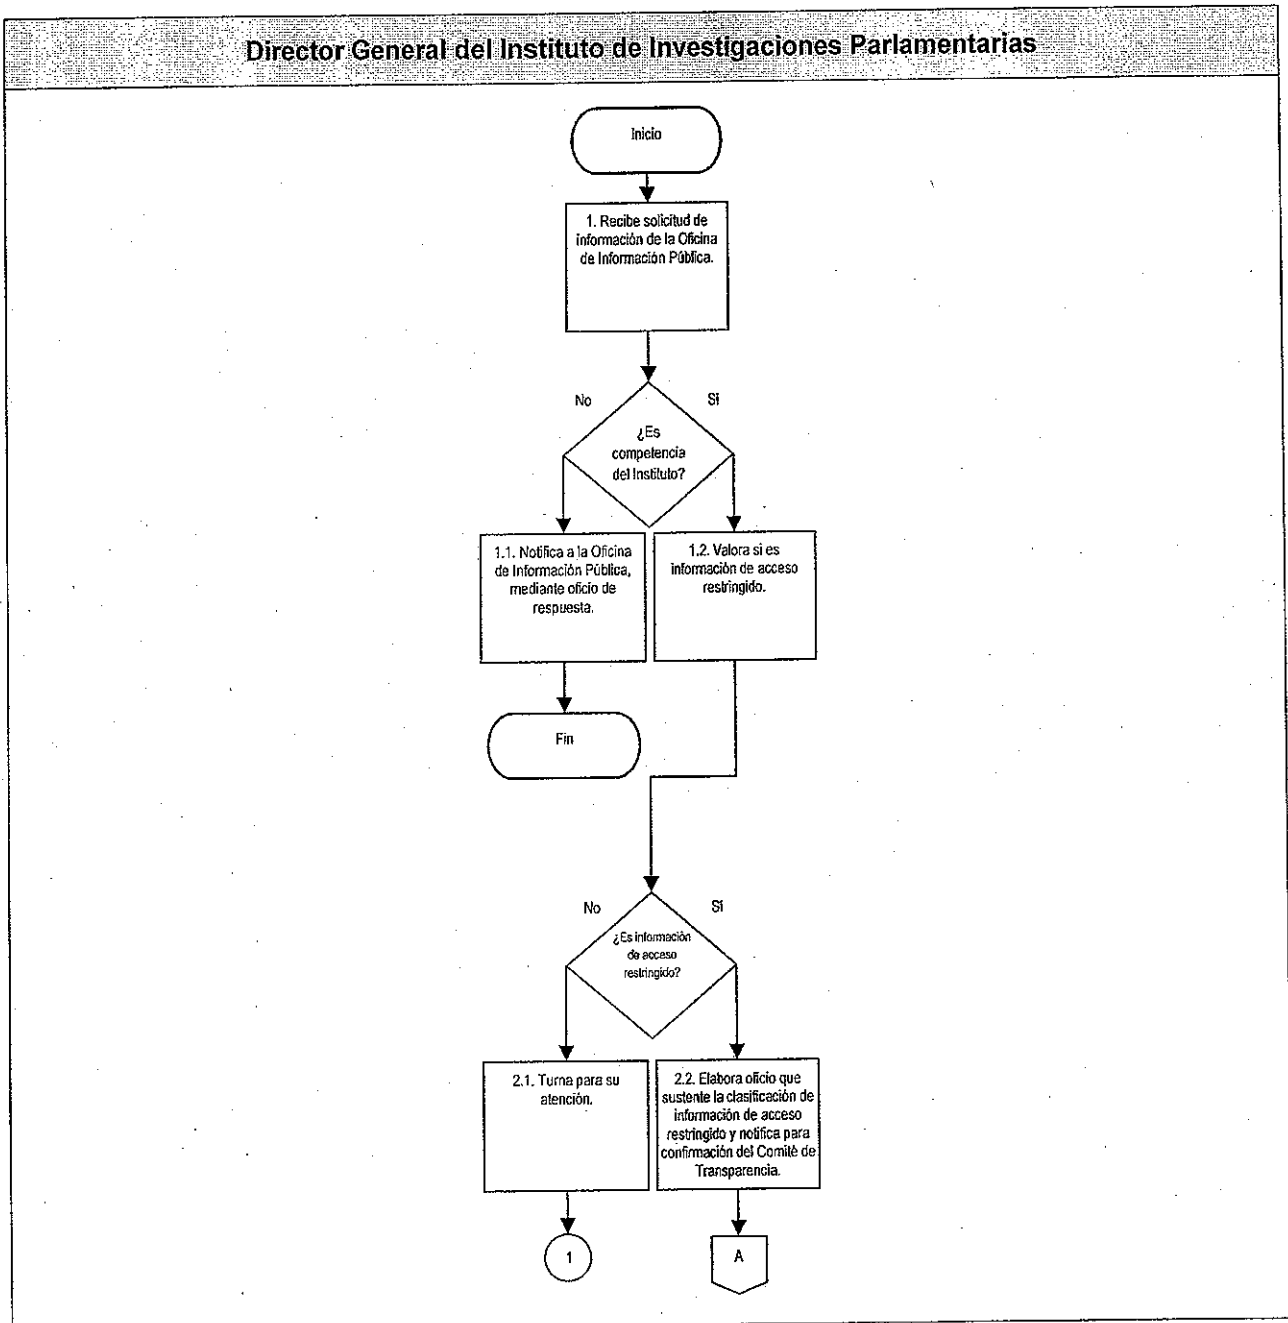 Director General del Instituto de Investigaciones Parlamentarias
Inicio
1. Recibe solicitud de
información de la Oficina
de Información Pública.
No
Sí
¿Es
competencia
del Instituto?
1.1. Notifica a la Oficina
de Información Pública,
mediante oficio de
respuesta.
1.2. Valora si es
información de acceso
restringido.
Fin
No
Sí
¿Es información
de acceso
restringido?
2.1. Turna para su
atención.
2.2. Elabora oficio que
sustente la clasificación de
información de acceso
restringido y notifica para
confirmación del Comité de
Transparencia.
1
A